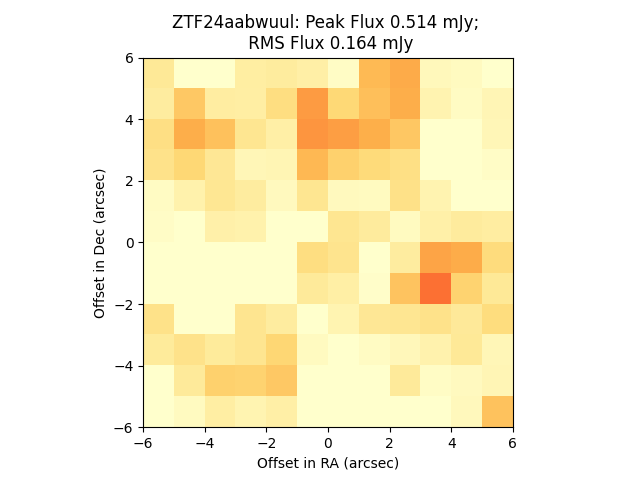 ZTF24aabwuul: Peak Flux 0.514 mJy;
RMS Flux 0.164 mJy
6
4
2
0
−2
−4
−6
Offset in Dec (arcsec)
−6 −4 −2 0 2 4 6
Offset in RA (arcsec)